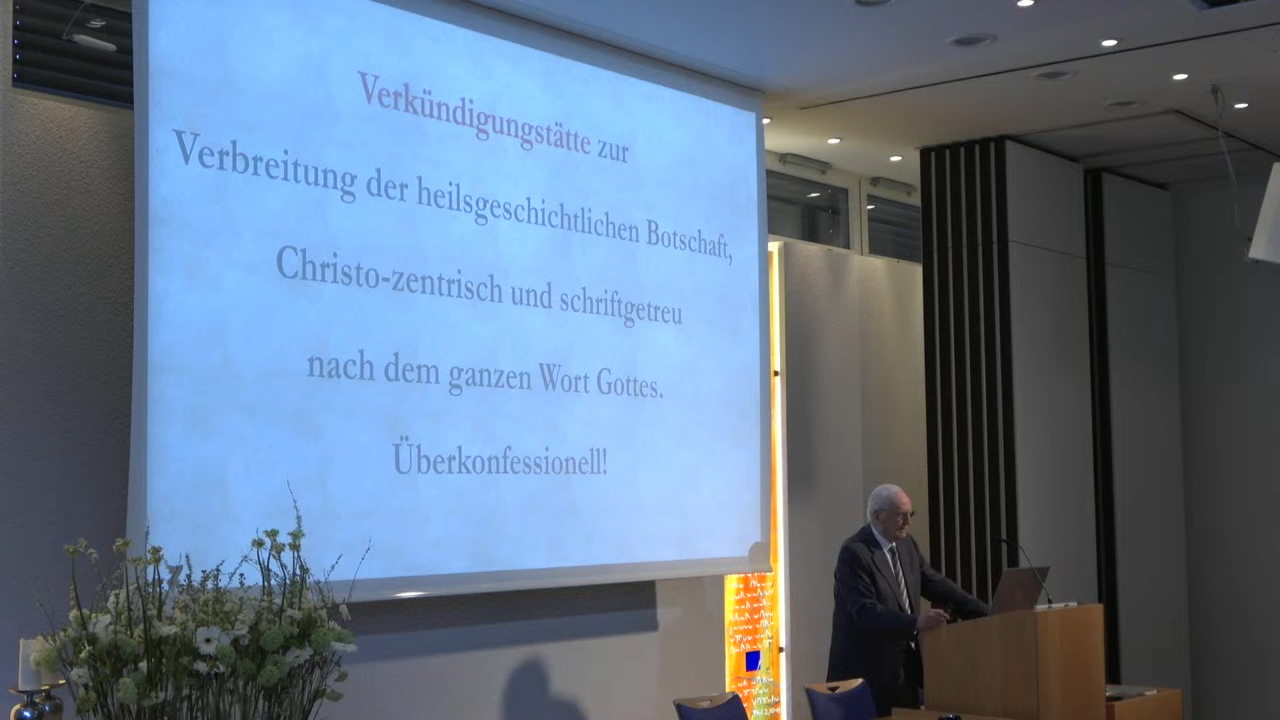 Verkündigungstätte zur
Verbreitung der heilsgeschichtlichen Botschaft,
Christo-zentrisch und schriftgetreu
nach dem ganzen Wort Gottes.
Überkonfessionell!